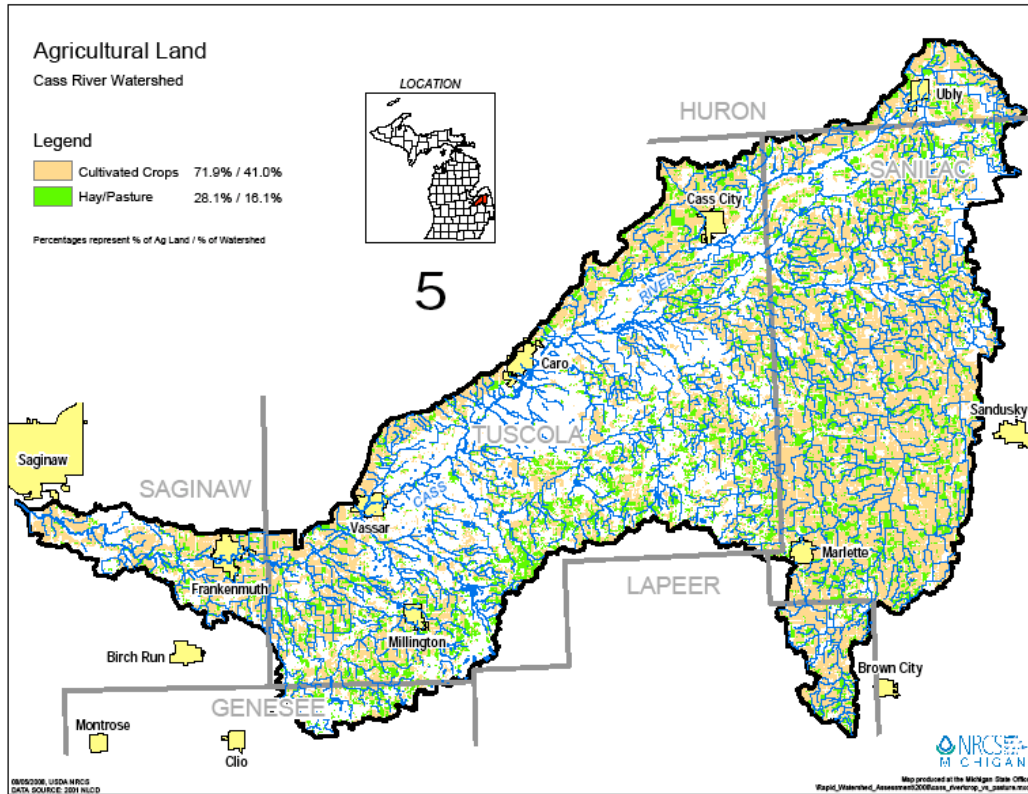 Agricultural Land
Cass River Watershed
Legend
Cultivated Crops 71.9% / 41.0%
Hay/Pasture 28.1% / 16.1%
Percentages represent % of Ag Land / % of Watershed
LOCATION
5
HURON
Ubly
SANILAC
Cass City
RIVER
Caro
TUSCOLA
Sandusky
Saginaw
SAGINAW
CASS
Vassar
Marlette
Frankenmuth
LAPEER
Millington
Birch Run
Brown City
GENESEE
Montrose
Clio
NRCS
MICHIGAN
USDA NRCS
DATA SOURCE: 2001 NLCD
Map produced at the Michigan State Office